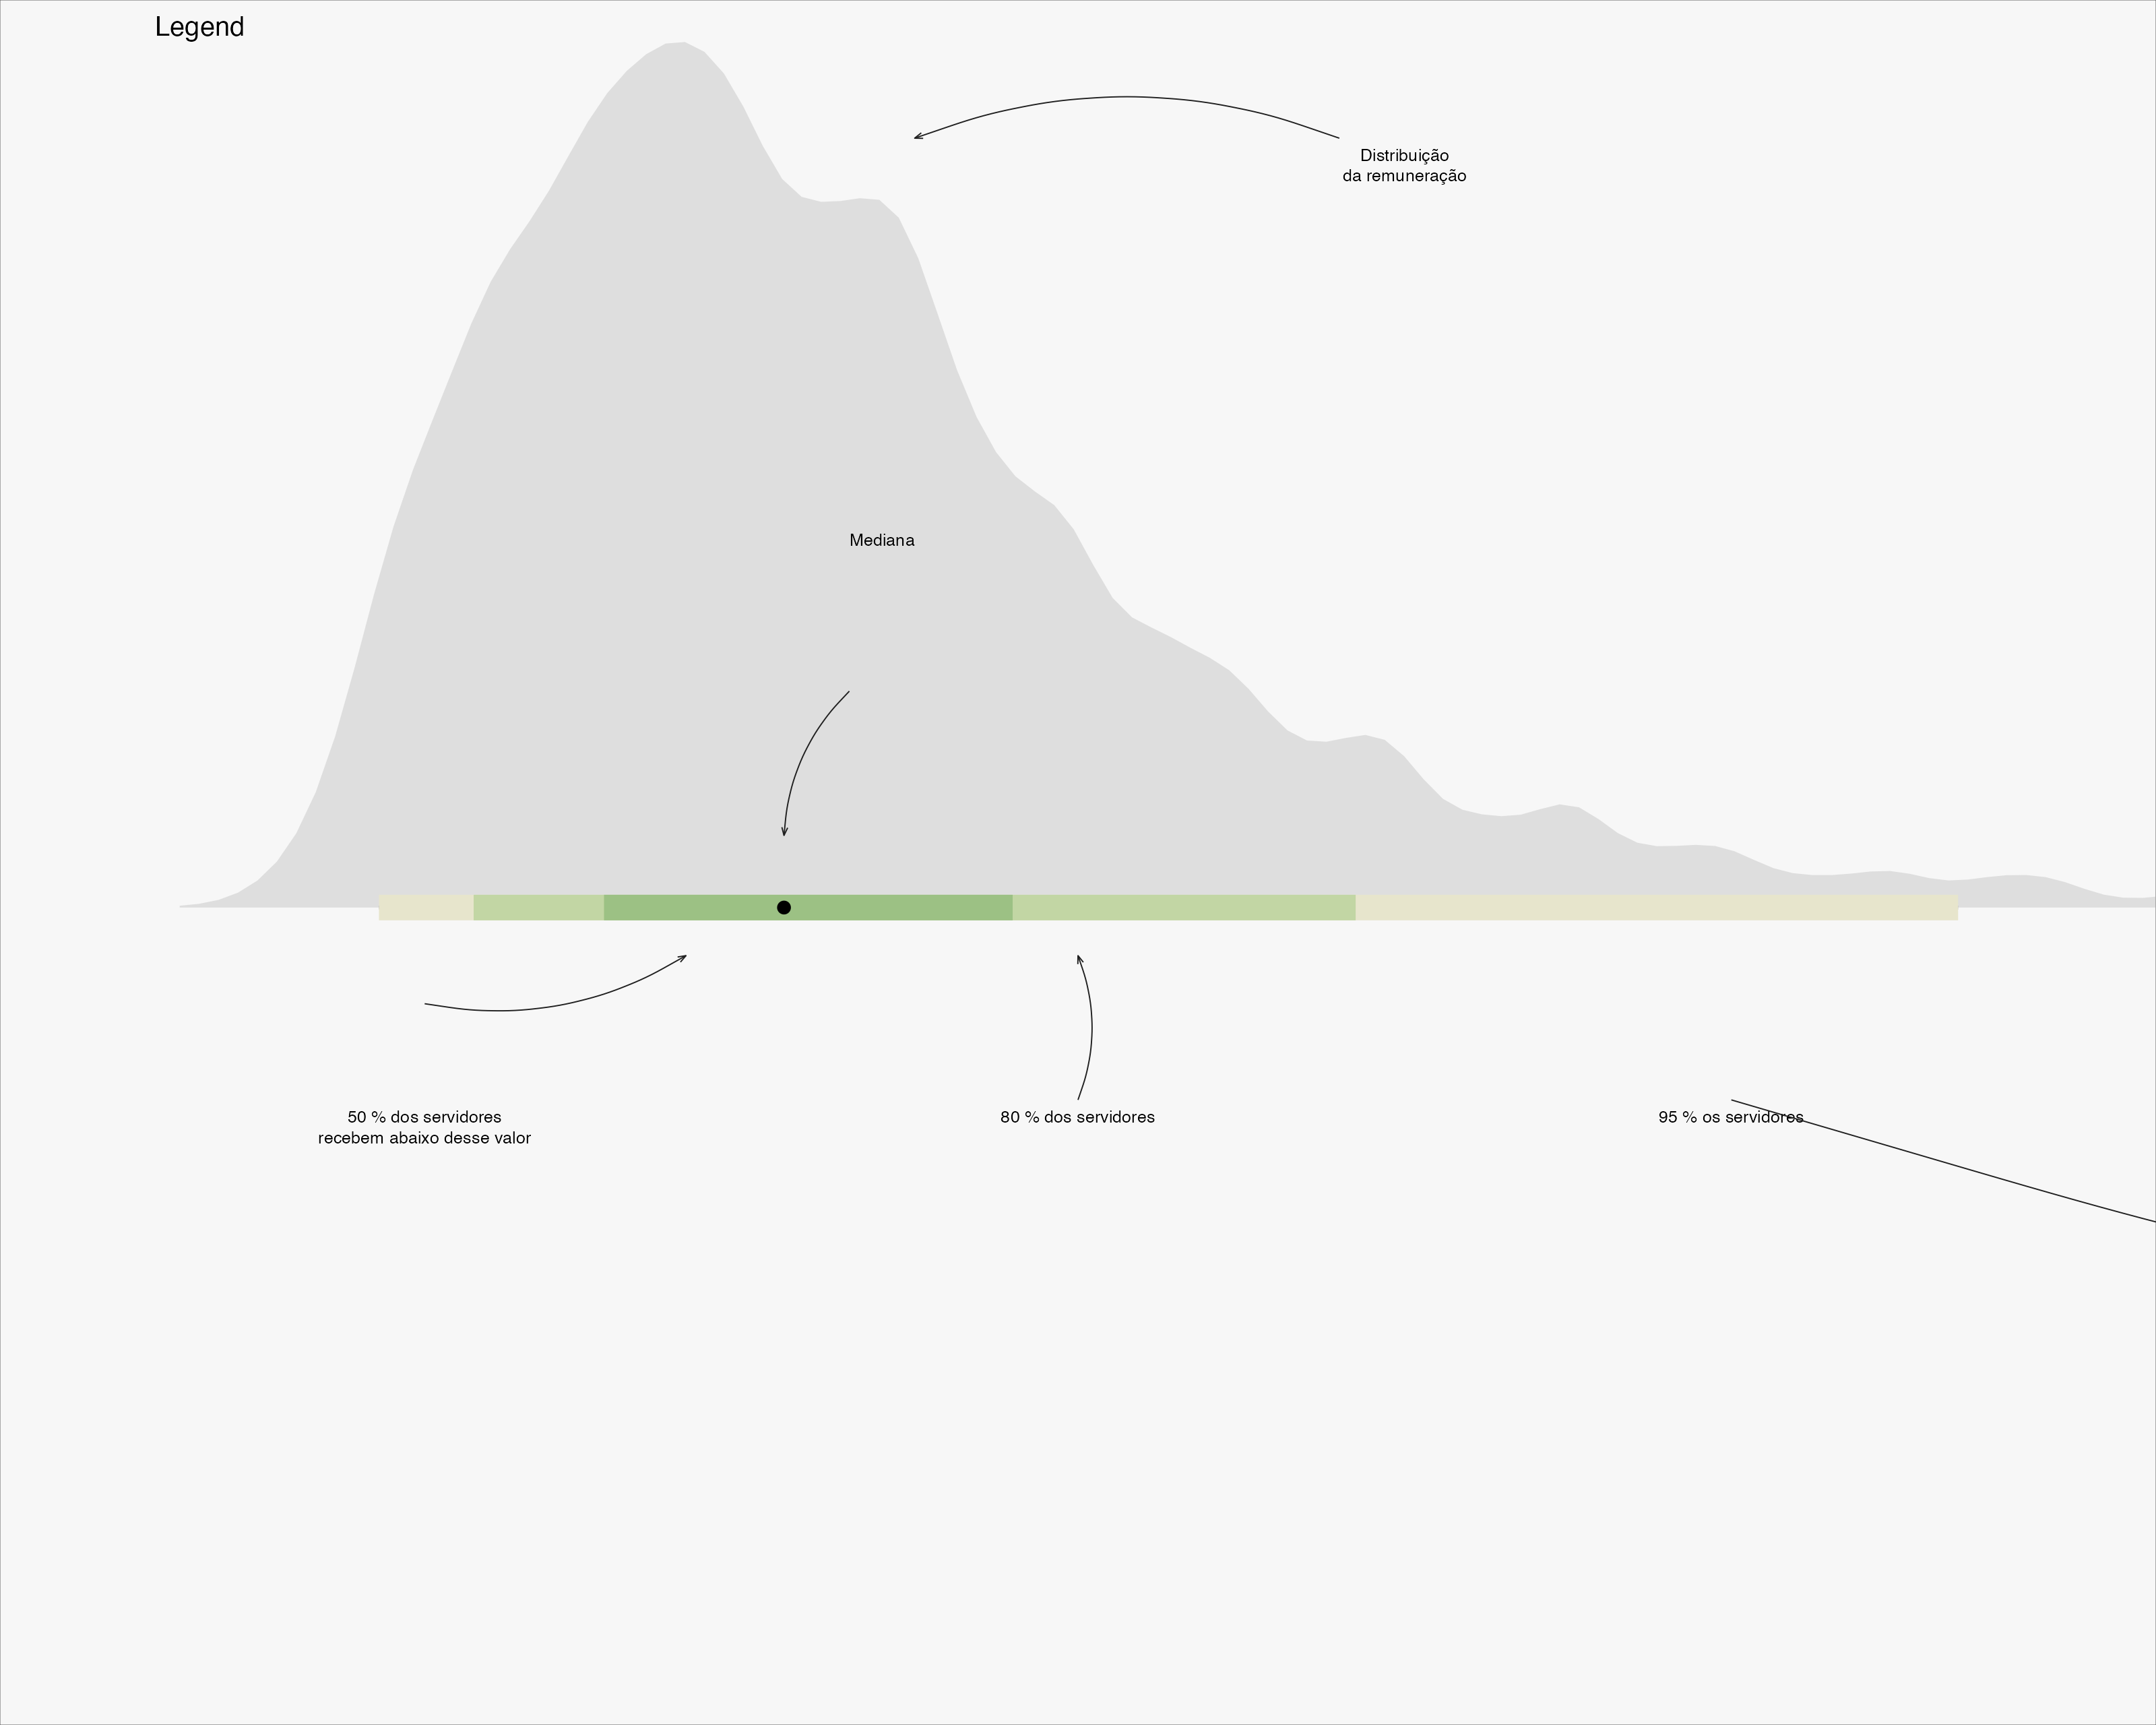 Legend
Distribuição
da remuneração
Mediana
50 % dos servidores
recebem abaixo desse valor
80 % dos servidores
95 % os servidores